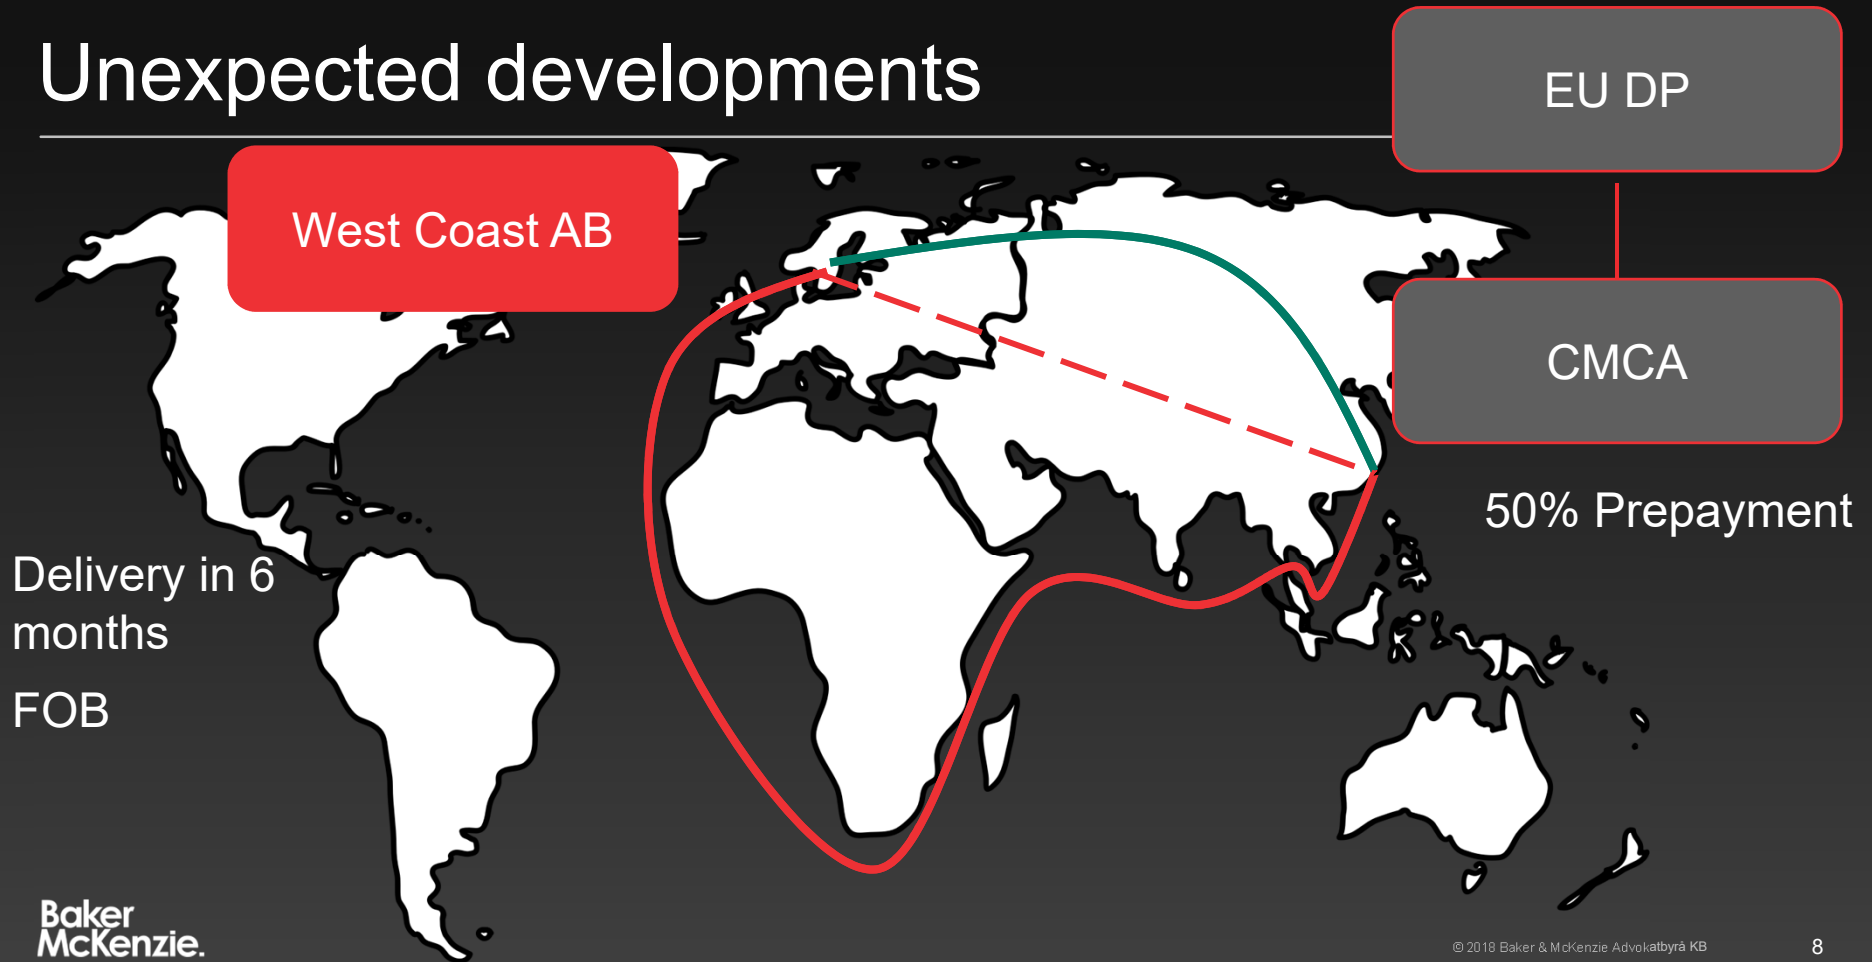 Unexpected developments
EU DP
West Coast AB
CMCA
50% Prepayment
Delivery in 6
months
FOB
Baker
McKenzie.
© 2018 Baker & McKenzie Advokatbyrå KB
8